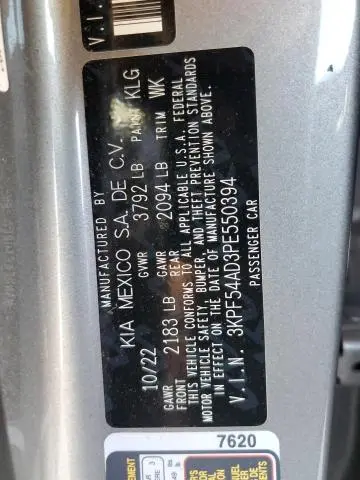 MANUFACTURED BY
KIA MEXICO S.A. DE C.V.
10/22 GVWR 3792 LB PAINT KLG
GAWR FRONT 2183 LB GAWR REAR 2094 LB TRIM WK
THIS VEHICLE CONFORMS TO ALL APPLICABLE U.S.A. FEDERAL
MOTOR VEHICLE SAFETY, BUMPER, AND THEFT PREVENTION STANDARDS
IN EFFECT ON THE DATE OF MANUFACTURE SHOWN ABOVE.
V.I.N. 3KPF54AD3PE550394
PASSENGER CAR
V.I.
7620